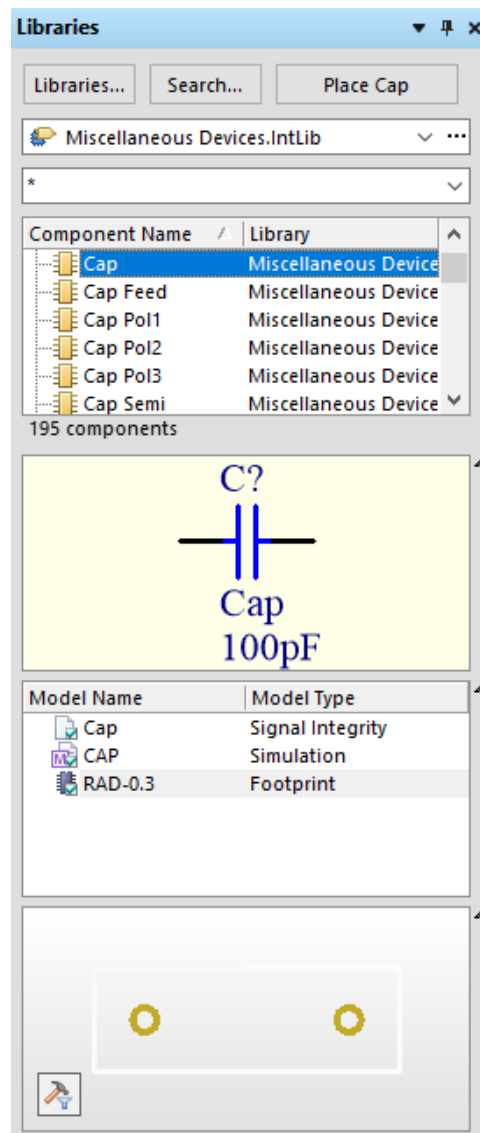 Libraries
Libraries... Search... Place Cap
Miscellaneous Devices.IntLib ...
*
Component Name Library
Cap Miscellaneous Device
Cap Feed Miscellaneous Device
Cap Pol1 Miscellaneous Device
Cap Pol2 Miscellaneous Device
Cap Pol3 Miscellaneous Device
Cap Semi Miscellaneous Device
195 components
C?
Cap
100pF
Model Name Model Type
Cap Signal Integrity
CAP Simulation
RAD-0.3 Footprint